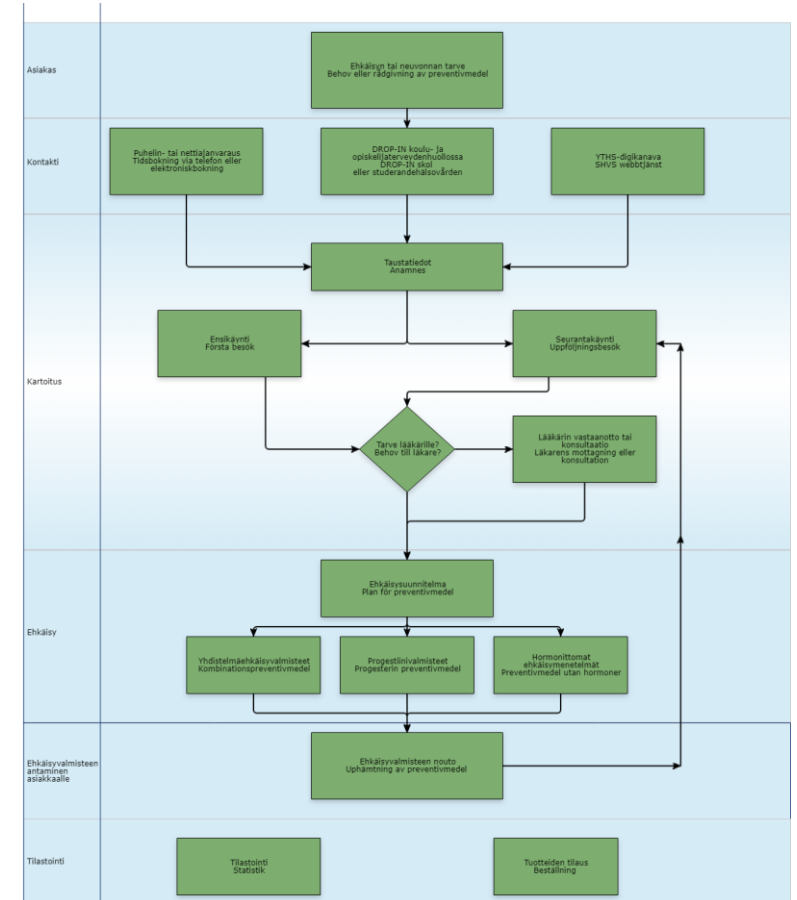 Asiakas
Ehkäisyn tai neuvonnan tarve
Behov eller rådgivning av preventivmedel
Kontakti
Puhelin- tai nettiajanvaraus
Tidsbokning via telefon eller
elektroniskbokning
DROP-IN koulu- ja
opiskelijaterveydenhuollossa
DROP-IN skol
eller studerandehälsovården
YTHS-digikanava
SHVS webbtjänst
Taustatiedot
Anamnes
Kartoitus
Ensikäynti
Första besök
Seurantakäynti
Uppföljningsbesök
Tarve lääkärille?
Behov till läkare?
Lääkärin vastaanotto tai
konsultaatio
Läkarens mottagning eller
konsultation
Ehkäisy
Ehkäisysuunnitelma
Plan för preventivmedel
Yhdistelmäehkäisyvalmisteet
Kombinationspreventivmedel
Progestiinivalmisteet
Progesterin preventivmedel
Hormonittomat
ehkäisymenetelmät
Preventivmedel utan hormoner
Ehkäisyvalmisteen
antaminen
asiakkaalle
Ehkäisyvalmisteen nouto
Uphämtning av preventivmedel
Tilastointi
Tilastointi
Statistik
Tuotteiden tilaus
Beställning